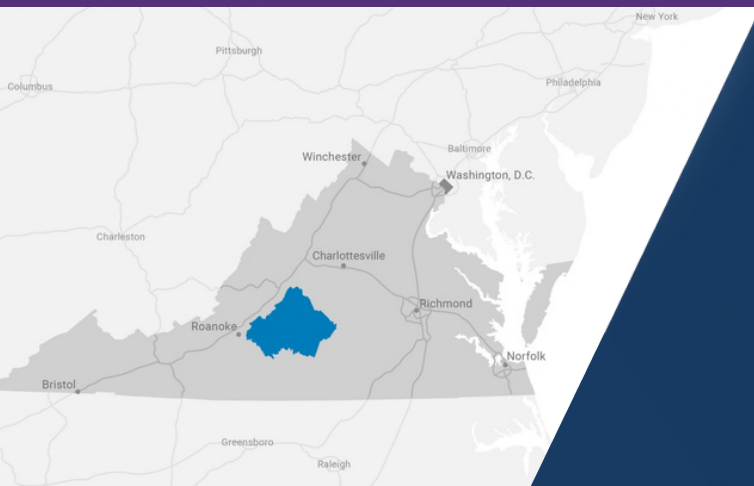 New York
Pittsburgh
Columbus
Philadelphia
Baltimore
Winchester
Washington, D.C.
Charleston
Charlottesville
Richmond
Roanoke
Norfolk
Bristol
Greensboro
Raleigh